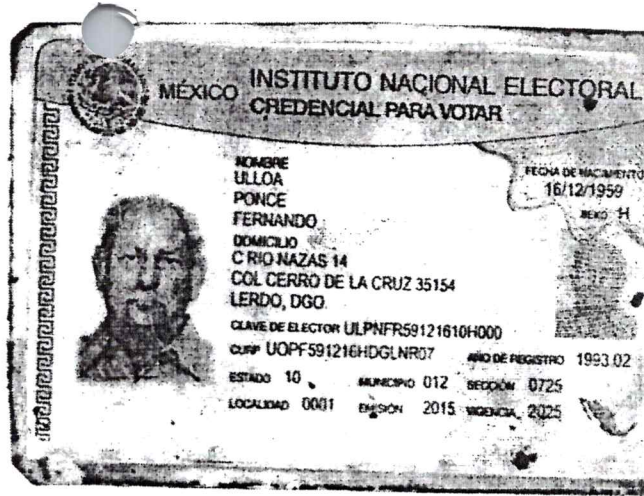 MÉXICO INSTITUTO NACIONAL ELECTORAL
CREDENCIAL PARA VOTAR
NOMBRE
ULLOA
PONCE
FERNANDO
FECHA DE NACIMIENTO
16/12/1959
SEXO H
DOMICILIO
C RIO NAZAS 14
COL CERRO DE LA CRUZ 35154
LERDO, DGO.
CLAVE DE ELECTOR ULPNFR59121610H000
CURP UOPF591216HDGLNR07 AÑO DE REGISTRO 1993 02
ESTADO 10 MUNICIPIO 012 SECCIÓN 0725
LOCALIDAD 0001 EMISIÓN 2015 VIGENCIA 2025